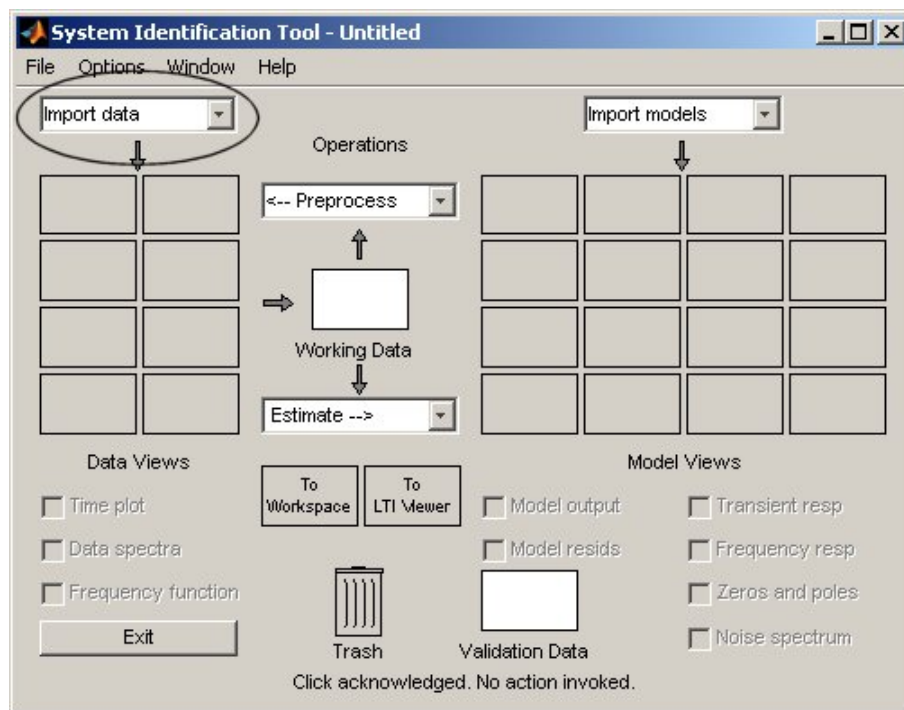 System Identification Tool - Untitled
File Options Window Help
Import data
Import models
Operations
<-- Preprocess
Working Data
Estimate -->
Data Views
Model Views
To Workspace
To LTI Viewer
Time plot
Data spectra
Frequency function
Model output
Model resids
Transient resp
Frequency resp
Zeros and poles
Noise spectrum
Exit
Trash
Validation Data
Click acknowledged. No action invoked.